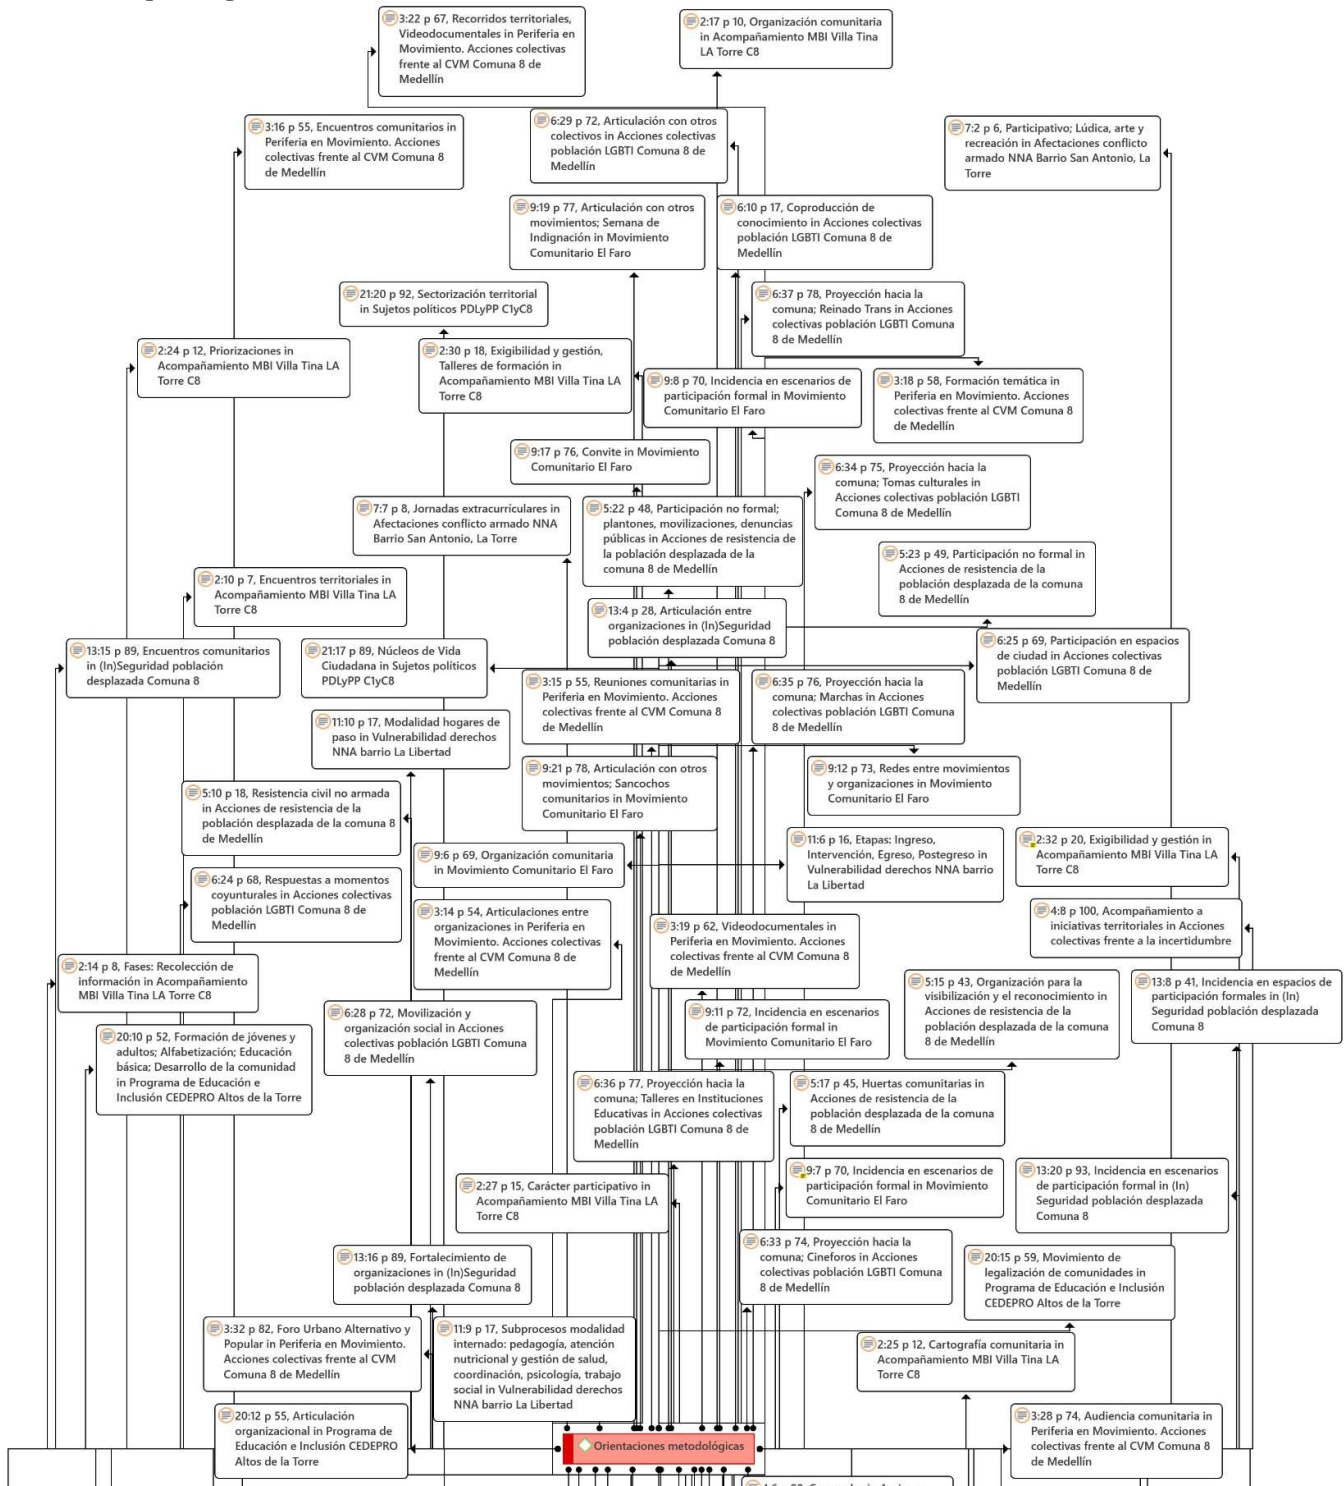 3:22 p 67, Recorridos territoriales,
Videodocumentales in Periferia en
Movimiento. Acciones colectivas
frente al CVM Comuna 8 de
Medellín
2:17 p 10, Organización comunitaria
in Acompañamiento MBI Villa Tina
LA Torre C8
3:16 p 55, Encuentros comunitarios en
Periferia en Movimiento. Acciones
colectivas frente al CVM Comuna 8
de Medellín
6:29 p 72, Articulación con otros
colectivos in Acciones colectivas
población LGBTI Comuna 8 de
Medellín
7:2 p 6, Participativo; Lúdica, arte y
recreación in Afectaciones conflicto
armado NNA Barrio San Antonio, La
Torre
9:19 p 77, Articulación con otros
movimientos; Semana de
Indignación in Movimiento
Comunitario El Faro
6:10 p 17, Coproducción de
conocimiento in Acciones colectivas
población LGBTI Comuna 8 de
Medellín
21:20 p 92, Sectorización territorial
in Sujetos políticos PDLyPP C1yC8
6:37 p 78, Proyección hacia la
comuna; Reinado Trans in Acciones
colectivas población LGBTI Comuna
8 de Medellín
2:24 p 12, Priorizaciones in
Acompañamiento MBI Villa Tina LA
Torre C8
2:30 p 18, Exigibilidad y gestión,
Talleres de formación in
Acompañamiento MBI Villa Tina LA
Torre C8
9:8 p 70, Incidencia en escenarios de
participación formal in Movimiento
Comunitario El Faro
3:18 p 58, Formación temática in
Periferia en Movimiento. Acciones
colectivas frente al CVM Comuna 8
de Medellín
9:17 p 76, Convite in Movimiento
Comunitario El Faro
6:34 p 75, Proyección hacia la
comuna; Tomas culturales in
Acciones colectivas población LGBTI
Comuna 8 de Medellín
7:7 p 8, Jornadas extracurrículares in
Afectaciones conflicto armado NNA
Barrio San Antonio, La Torre
5:22 p 48, Participación no formal;
plantones, movilizaciones, denuncias
públicas in Acciones de resistencia de
la población desplazada de la
comuna 8 de Medellín
5:23 p 49, Participación no formal in
Acciones de resistencia de la
población desplazada de la comuna
8 de Medellín
2:10 p 7, Encuentros territoriales in
Acompañamiento MBI Villa Tina LA
Torre C8
13:4 p 28, Articulación entre
organizaciones in (In)Seguridad
población desplazada Comuna 8
13:15 p 89, Encuentros comunitarios
in (In)Seguridad población
desplazada Comuna 8
21:17 p 89, Núcleos de Vida
Ciudadana in Sujetos políticos
PDLyPP C1yC8
6:25 p 69, Participación en espacios
de ciudad in Acciones colectivas
población LGBTI Comuna 8 de
Medellín
3:15 p 55, Reuniones comunitarias in
Periferia en Movimiento. Acciones
colectivas frente al CVM Comuna 8
de Medellín
6:35 p 76, Proyección hacia la
comuna; Marchas in Acciones
colectivas población LGBTI Comuna
8 de Medellín
11:10 p 17, Modalidad hogares de
paso in Vulnerabilidad derechos
NNA barrio La Libertad
9:21 p 78, Articulación con otros
movimientos; Sancochos
comunitarios in Movimiento
Comunitario El Faro
9:12 p 73, Redes entre movimientos
y organizaciones in Movimiento
Comunitario El Faro
5:10 p 18, Resistencia civil no armada
in Acciones de resistencia de la
población desplazada de la comuna 8
de Medellín
9:6 p 69, Organización comunitaria
in Movimiento Comunitario El Faro
11:6 p 16, Etapas: Ingreso,
Intervención, Egreso, Postegreso in
Vulnerabilidad derechos NNA barrio
La Libertad
2:32 p 20, Exigibilidad y gestión in
Acompañamiento MBI Villa Tina LA
Torre C8
6:24 p 68, Respuestas a momentos
coyunturales in Acciones colectivas
población LGBTI Comuna 8 de
Medellín
3:14 p 54, Articulaciones entre
organizaciones in Periferia en
Movimiento. Acciones colectivas
frente al CVM Comuna 8 de
Medellín
4:8 p 100, Acompañamiento a
iniciativas territoriales in Acciones
colectivas frente a la incertidumbre
3:19 p 62, Videodocumentales in
Periferia en Movimiento. Acciones
colectivas frente al CVM Comuna 8
de Medellín
2:14 p 8, Fases: Recolección de
información in Acompañamiento
MBI Villa Tina LA Torre C8
5:15 p 43, Organización para la
visibilización y el reconocimiento in
Acciones de resistencia de la
población desplazada de la comuna
8 de Medellín
13:8 p 41, Incidencia en espacios de
participación formales in (In)
Seguridad población desplazada
Comuna 8
6:28 p 72, Movilización y
organización social in Acciones
colectivas población LGBTI Comuna
8 de Medellín
9:11 p 72, Incidencia en escenarios
de participación formal in
Movimiento Comunitario El Faro
20:10 p 52, Formación de jóvenes y
adultos; Alfabetización; Educación
básica; Desarrollo de la comunidad
in Programa de Educación e
Inclusión CEDEPRO Altos de la Torre
6:36 p 77, Proyección hacia la
comuna; Talleres en Instituciones
Educativas in Acciones colectivas
población LGBTI Comuna 8 de
Medellín
5:17 p 45, Huertas comunitarias in
Acciones de resistencia de la
población desplazada de la comuna
8 de Medellín
9:7 p 70, Incidencia en escenarios de
participación formal in Movimiento
Comunitario El Faro
13:20 p 93, Incidencia en escenarios
de participación formal in (In)
Seguridad población desplazada
Comuna 8
2:27 p 15, Carácter participativo in
Acompañamiento MBI Villa Tina LA
Torre C8
6:33 p 74, Proyección hacia la
comuna; Cineforos in Acciones
colectivas población LGBTI Comuna
8 de Medellín
13:16 p 89, Fortalecimiento de
organizaciones in (In)Seguridad
población desplazada Comuna 8
20:15 p 59, Movimiento de
legalización de comunidades in
Programa de Educación e Inclusión
CEDEPRO Altos de la Torre
3:32 p 82, Foro Urbano Alternativo y
Popular in Periferia en Movimiento.
Acciones colectivas frente al CVM
Comuna 8 de Medellín
11:9 p 17, Subprocesos modalidad
internado: pedagogía, atención
nutricional y gestión de salud,
coordinación, psicología, trabajo
social in Vulnerabilidad derechos
NNA barrio La Libertad
2:25 p 12, Cartografía comunitaria in
Acompañamiento MBI Villa Tina LA
Torre C8
20:12 p 55, Articulación
organizacional in Programa de
Educación e Inclusión CEDEPRO
Altos de la Torre
3:28 p 74, Audiencia comunitaria in
Periferia en Movimiento. Acciones
colectivas frente al CVM Comuna 8
de Medellín
Orientaciones metodológicas